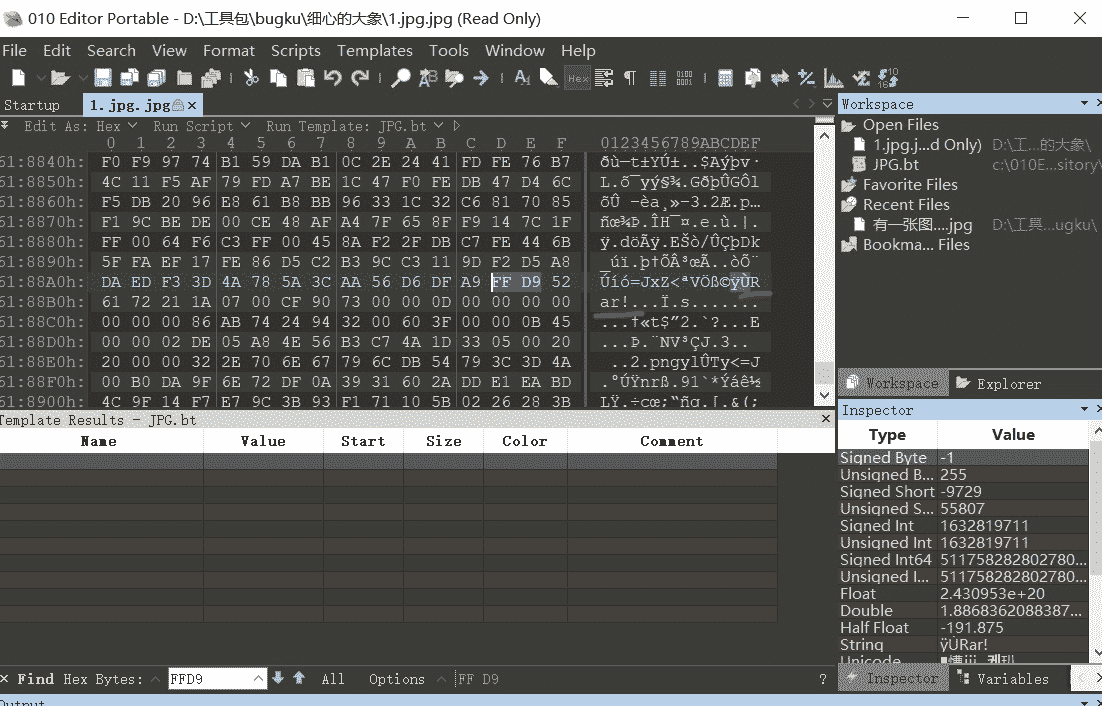 010 Editor Portable - D:\工具包\bugku\细心的大象\1.jpg.jpg (Read Only)
File Edit Search View Format Scripts Templates Tools Window Help
Startup 1.jpg.jpg
Workspace
Edit As: Hex Run Script Run Template: JPG.bt
Open Files
0 1 2 3 4 5 6 7 8 9 A B C D E F 0123456789ABCDEF
1.jpg.j...d Only) D:\工...的大象\
61:8840h: F0 F9 97 74 B1 59 DA B1 0C 2E 24 41 FD FE 76 B7 ðù—t±YÚ±..$Aýþv·
JPG.bt c:\010E...sitory\
61:8850h: 4C 11 F5 AF 79 FD A7 BE 1C 47 F0 FE DB 47 D4 6C L.õ¯yý§¾.GðþÛGÔl
Favorite Files
61:8860h: F5 DB 20 96 E8 61 B8 BB 96 33 1C 32 C6 81 70 85 õÛ –èa¸»–3.2Æ.p…
Recent Files
61:8870h: F1 9C BE DE 00 CE 48 AF A4 7F 65 8F F9 14 7C 1F ñœ¾Þ.ÎH¯¤.e.ù.|.
有一张图....jpg D:\工具...ugku\
61:8880h: FF 00 64 F6 C3 FF 00 45 8A F2 2F DB C7 FE 44 6B ÿ.döÃÿ.EŠò/ÛÇþDk
Bookma... Files
61:8890h: 5F FA EF 17 FE 86 D5 C2 B3 9C C3 11 9D F2 D5 A8 _úï.þ†ÕÂ³œÃ..òÕ¨
61:88A0h: DA ED F3 3D 4A 78 5A 3C AA 56 D6 DF A9 FF D9 52 Úíó=JxZ<ªVÖß©ÿÙR
61:88B0h: 61 72 21 1A 07 00 CF 90 73 00 00 0D 00 00 00 00 ar!...Ï.s.......
61:88C0h: 00 00 00 86 AB 74 24 94 32 00 60 3F 00 00 0B 45 ...†«t$”2.`?...E
61:88D0h: 00 00 02 DE 05 A8 4E 56 B3 C7 4A 1D 33 05 00 20 ...Þ.¨NV³ÇJ.3.. 
61:88E0h: 20 00 00 32 2E 70 6E 67 79 6C DB 54 79 3C 3D 4A  ..2.pngylÛTy<=J
61:88F0h: 00 B0 DA 9F 6E 72 DF 0A 39 31 60 2A DD E1 EA BD .°ÚŸnrß.91`*Ýáê½
61:8900h: 4C 9F 14 F7 E7 9C 3B 93 F1 71 10 5B 02 26 28 3B LŸ.÷çœ;“ñq.[.&(;
Workspace Explorer
Template Results - JPG.bt
Inspector
Name Value Start Size Color Comment
Type Value
Signed Byte -1
Unsigned B... 255
Signed Short -9729
Unsigned S... 55807
Signed Int 1632819711
Unsigned Int 1632819711
Signed Int64 511758282802780...
Unsigned I... 511758282802780...
Float 2.430953e+20
Double 1.8868362088387...
Half Float -191.875
String ÿÙRar!...
Unicode
Find Hex Bytes: FFD9 All Options FF D9 ?
Inspector Variables
Output